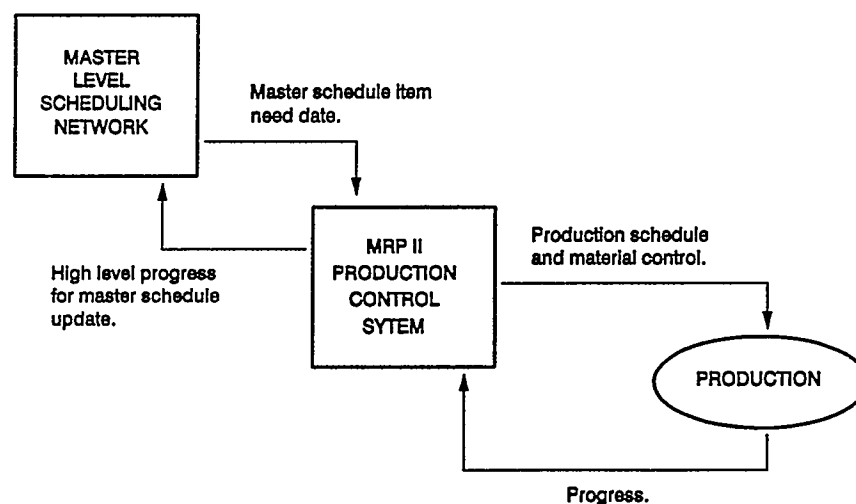 MASTER
LEVEL
SCHEDULING
NETWORK
Master schedule item
need date.
High level progress
for master schedule
update.
MRP II
PRODUCTION
CONTROL
SYTEM
Production schedule
and material control.
PRODUCTION
Progress.